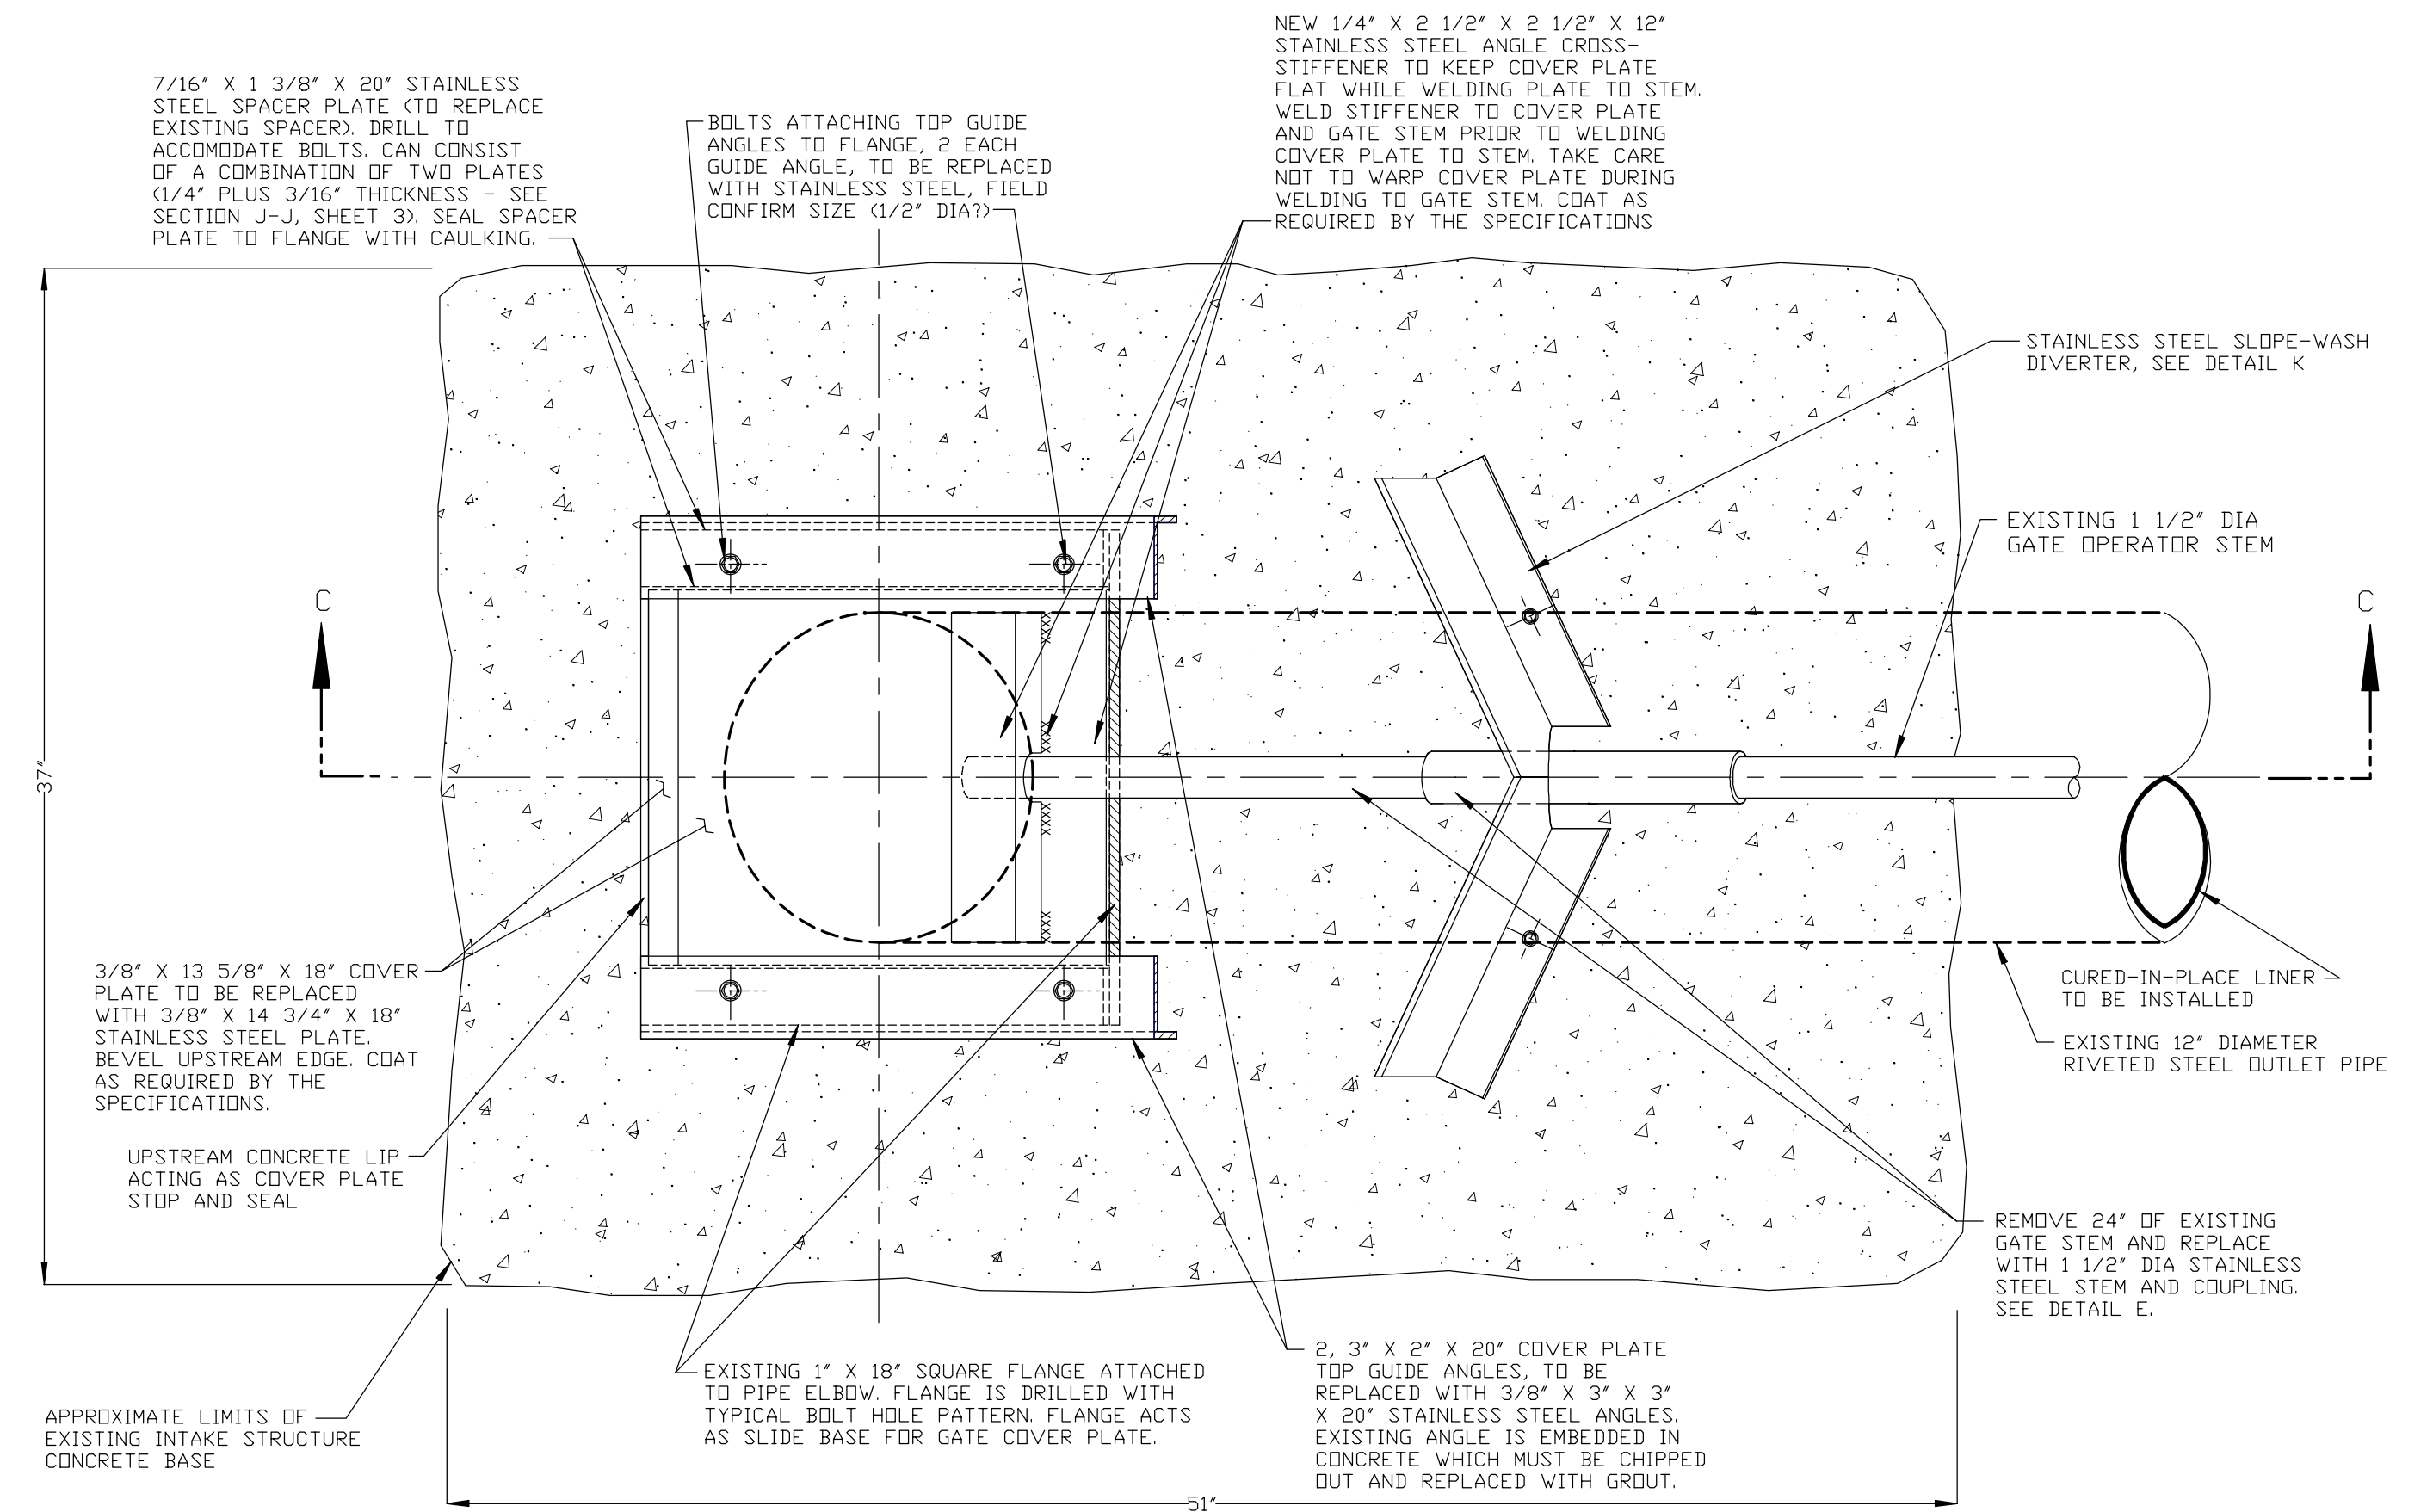 NEW 1/4" X 2 1/2" X 2 1/2" X 12"
STAINLESS STEEL ANGLE CROSS-
STIFFENER TO KEEP COVER PLATE
FLAT WHILE WELDING PLATE TO STEM.
WELD STIFFENER TO COVER PLATE
AND GATE STEM PRIOR TO WELDING
COVER PLATE TO STEM. TAKE CARE
NOT TO WARP COVER PLATE DURING
WELDING TO GATE STEM. COAT AS
REQUIRED BY THE SPECIFICATIONS
7/16" X 1 3/8" X 20" STAINLESS
STEEL SPACER PLATE (TO REPLACE
EXISTING SPACER). DRILL TO
ACCOMODATE BOLTS. CAN CONSIST
OF A COMBINATION OF TWO PLATES
(1/4" PLUS 3/16" THICKNESS - SEE
SECTION J-J, SHEET 3). SEAL SPACER
PLATE TO FLANGE WITH CAULKING.
BOLTS ATTACHING TOP GUIDE
ANGLES TO FLANGE, 2 EACH
GUIDE ANGLE, TO BE REPLACED
WITH STAINLESS STEEL, FIELD
CONFIRM SIZE (1/2" DIA?)
STAINLESS STEEL SLOPE-WASH
DIVERTER, SEE DETAIL K
EXISTING 1 1/2" DIA
GATE OPERATOR STEM
C
C
37"
3/8" X 13 5/8" X 18" COVER
PLATE TO BE REPLACED
WITH 3/8" X 14 3/4" X 18"
STAINLESS STEEL PLATE.
BEVEL UPSTREAM EDGE. COAT
AS REQUIRED BY THE
SPECIFICATIONS.
CURED-IN-PLACE LINER
TO BE INSTALLED
EXISTING 12" DIAMETER
RIVETED STEEL OUTLET PIPE
UPSTREAM CONCRETE LIP
ACTING AS COVER PLATE
STOP AND SEAL
REMOVE 24" OF EXISTING
GATE STEM AND REPLACE
WITH 1 1/2" DIA STAINLESS
STEEL STEM AND COUPLING.
SEE DETAIL E.
EXISTING 1" X 18" SQUARE FLANGE ATTACHED
TO PIPE ELBOW. FLANGE IS DRILLED WITH
TYPICAL BOLT HOLE PATTERN. FLANGE ACTS
AS SLIDE BASE FOR GATE COVER PLATE.
2, 3" X 2" X 20" COVER PLATE
TOP GUIDE ANGLES, TO BE
REPLACED WITH 3/8" X 3" X 3"
X 20" STAINLESS STEEL ANGLES.
EXISTING ANGLE IS EMBEDDED IN
CONCRETE WHICH MUST BE CHIPPED
OUT AND REPLACED WITH GROUT.
APPROXIMATE LIMITS OF
EXISTING INTAKE STRUCTURE
CONCRETE BASE
51"